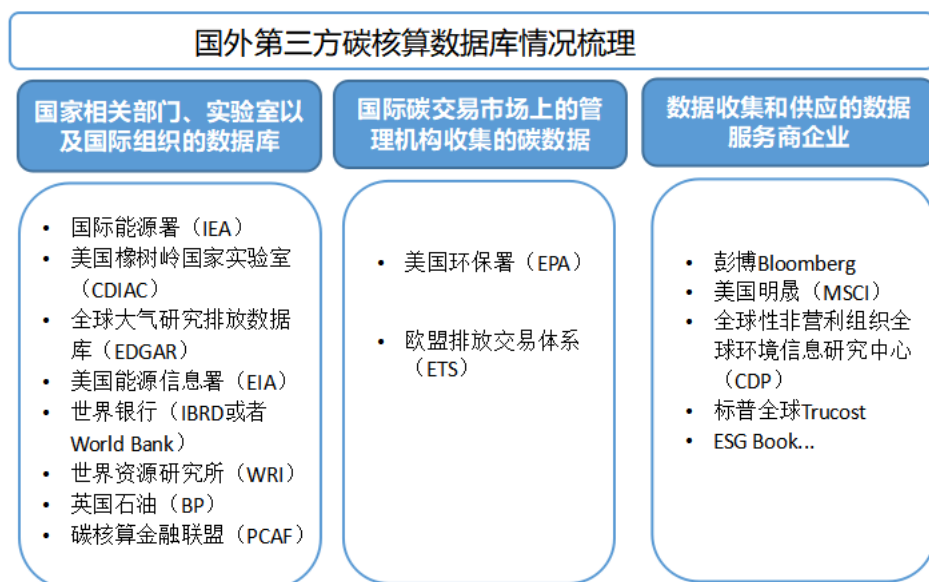 国外第三方碳核算数据库情况梳理
国家相关部门、实验室以
及国际组织的数据库
• 国际能源署（IEA）
• 美国橡树岭国家实验室
（CDIAC）
• 全球大气研究排放数据
库（EDGAR）
• 美国能源信息署（EIA）
• 世界银行（IBRD或者
World Bank）
• 世界资源研究所（WRI）
• 英国石油（BP）
• 碳核算金融联盟（PCAF）
国际碳交易市场上的管
理机构收集的碳数据
• 美国环保署（EPA）
• 欧盟排放交易体系
（ETS）
数据收集和供应的数据
服务商企业
• 彭博Bloomberg
• 美国明晟（MSCI）
• 全球性非营利组织全
球环境信息研究中心
（CDP）
• 标普全球Trucost
• ESG Book...